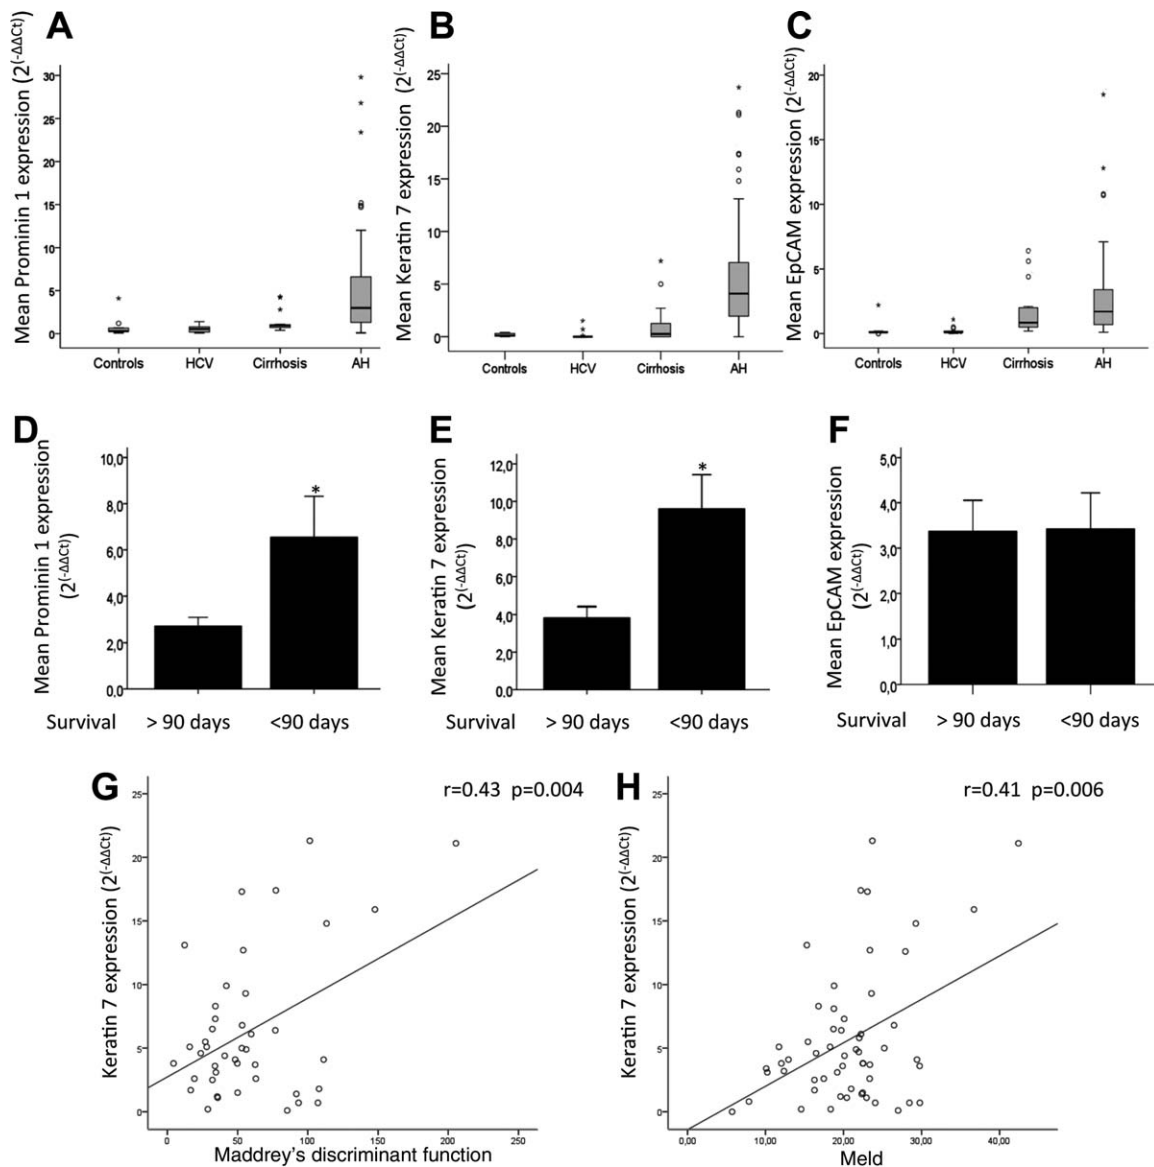 A
Mean Prominin 1 expression (2(-ΔΔCt))
30
25
20
15
10
5
0
Controls HCV Cirrhosis AH
B
Mean Keratin 7 expression (2(-ΔΔCt))
25
20
15
10
5
0
Controls HCV Cirrhosis AH
C
Mean EpCAM expression (2(-ΔΔCt))
20
15
10
5
0
Controls HCV Cirrhosis AH
D
Mean Prominin 1 expression
(2(-ΔΔCt))
10,0
8,0
6,0
4,0
2,0
0,0
*
Survival > 90 days <90 days
E
Mean Keratin 7 expression
(2(-ΔΔCt))
12,0
10,0
8,0
6,0
4,0
2,0
0,0
*
Survival > 90 days <90 days
F
Mean EpCAM expression
(2(-ΔΔCt))
5,0
4,0
3,0
2,0
1,0
0,0
Survival > 90 days <90 days
G
r=0.43 p=0.004
Keratin 7 expression (2(-ΔΔCt))
25
20
15
10
5
0
0 50 100 150 200 250
Maddrey's discriminant function
H
r=0.41 p=0.006
Keratin 7 expression (2(-ΔΔCt))
25
20
15
10
5
0
0,00 10,00 20,00 30,00 40,00
Meld